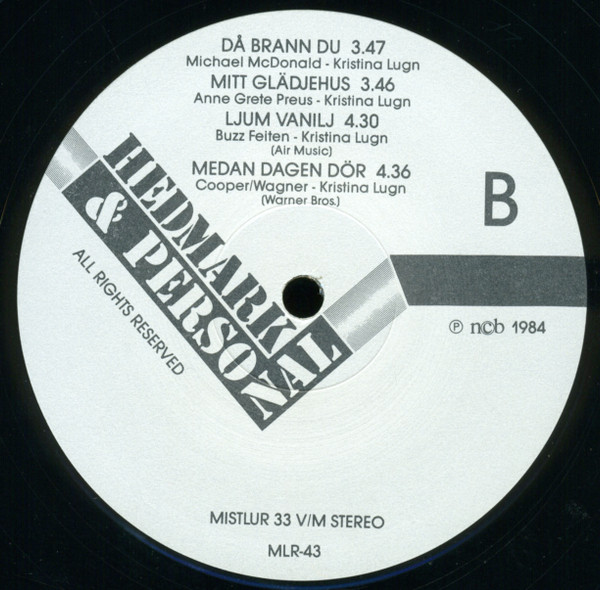 DÅ BRANN DU 3.47
Michael McDonald - Kristina Lugn
MITT GLÄDJEHUS 3.46
Anne Grete Preus - Kristina Lugn
LJUM VANILJ 4.30
Buzz Feiten - Kristina Lugn
(Air Music)
MEDAN DAGEN DÖR 4.36
Cooper/Wagner - Kristina Lugn
(Warner Bros.)
B
HEDMARK
& PERSONAL
ALL RIGHTS RESERVED
℗ ncb 1984
MISTLUR 33 V/M STEREO
MLR-43